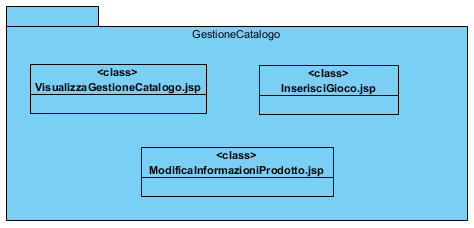 GestioneCatalogo
<class>
VisualizzaGestioneCatalogo.jsp
<class>
InserisciGioco.jsp
<class>
ModificaInformazioniProdotto.jsp